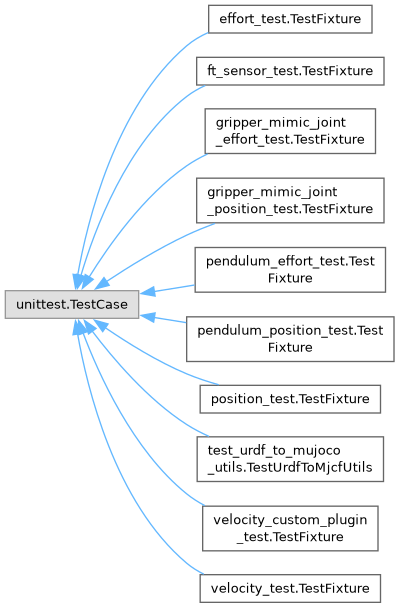 effort_test.TestFixture
ft_sensor_test.TestFixture
gripper_mimic_joint
_effort_test.TestFixture
gripper_mimic_joint
_position_test.TestFixture
pendulum_effort_test.Test
Fixture
unittest.TestCase
pendulum_position_test.Test
Fixture
position_test.TestFixture
test_urdf_to_mujoco
_utils.TestUrdfToMjcfUtils
velocity_custom_plugin
_test.TestFixture
velocity_test.TestFixture